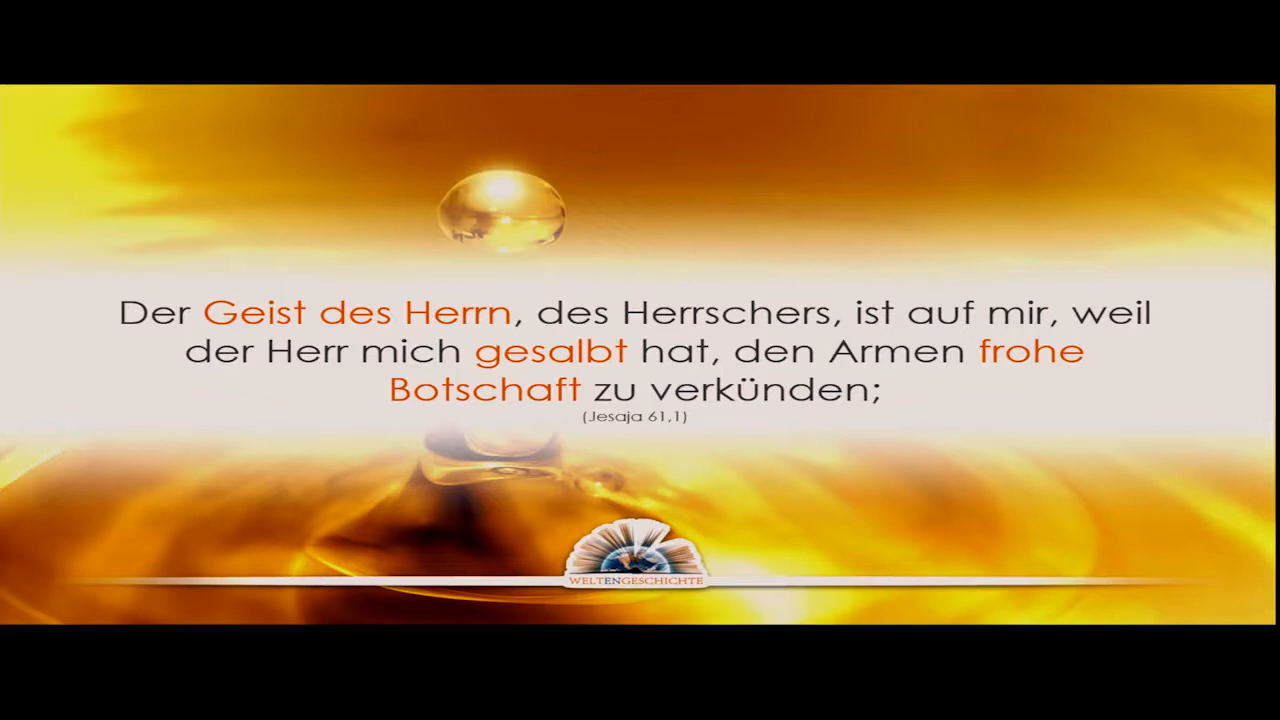 Der Geist des Herrn, des Herrschers, ist auf mir, weil
der Herr mich gesalbt hat, den Armen frohe
Botschaft zu verkünden;
(Jesaja 61,1)
WELTENGESCHICHTE